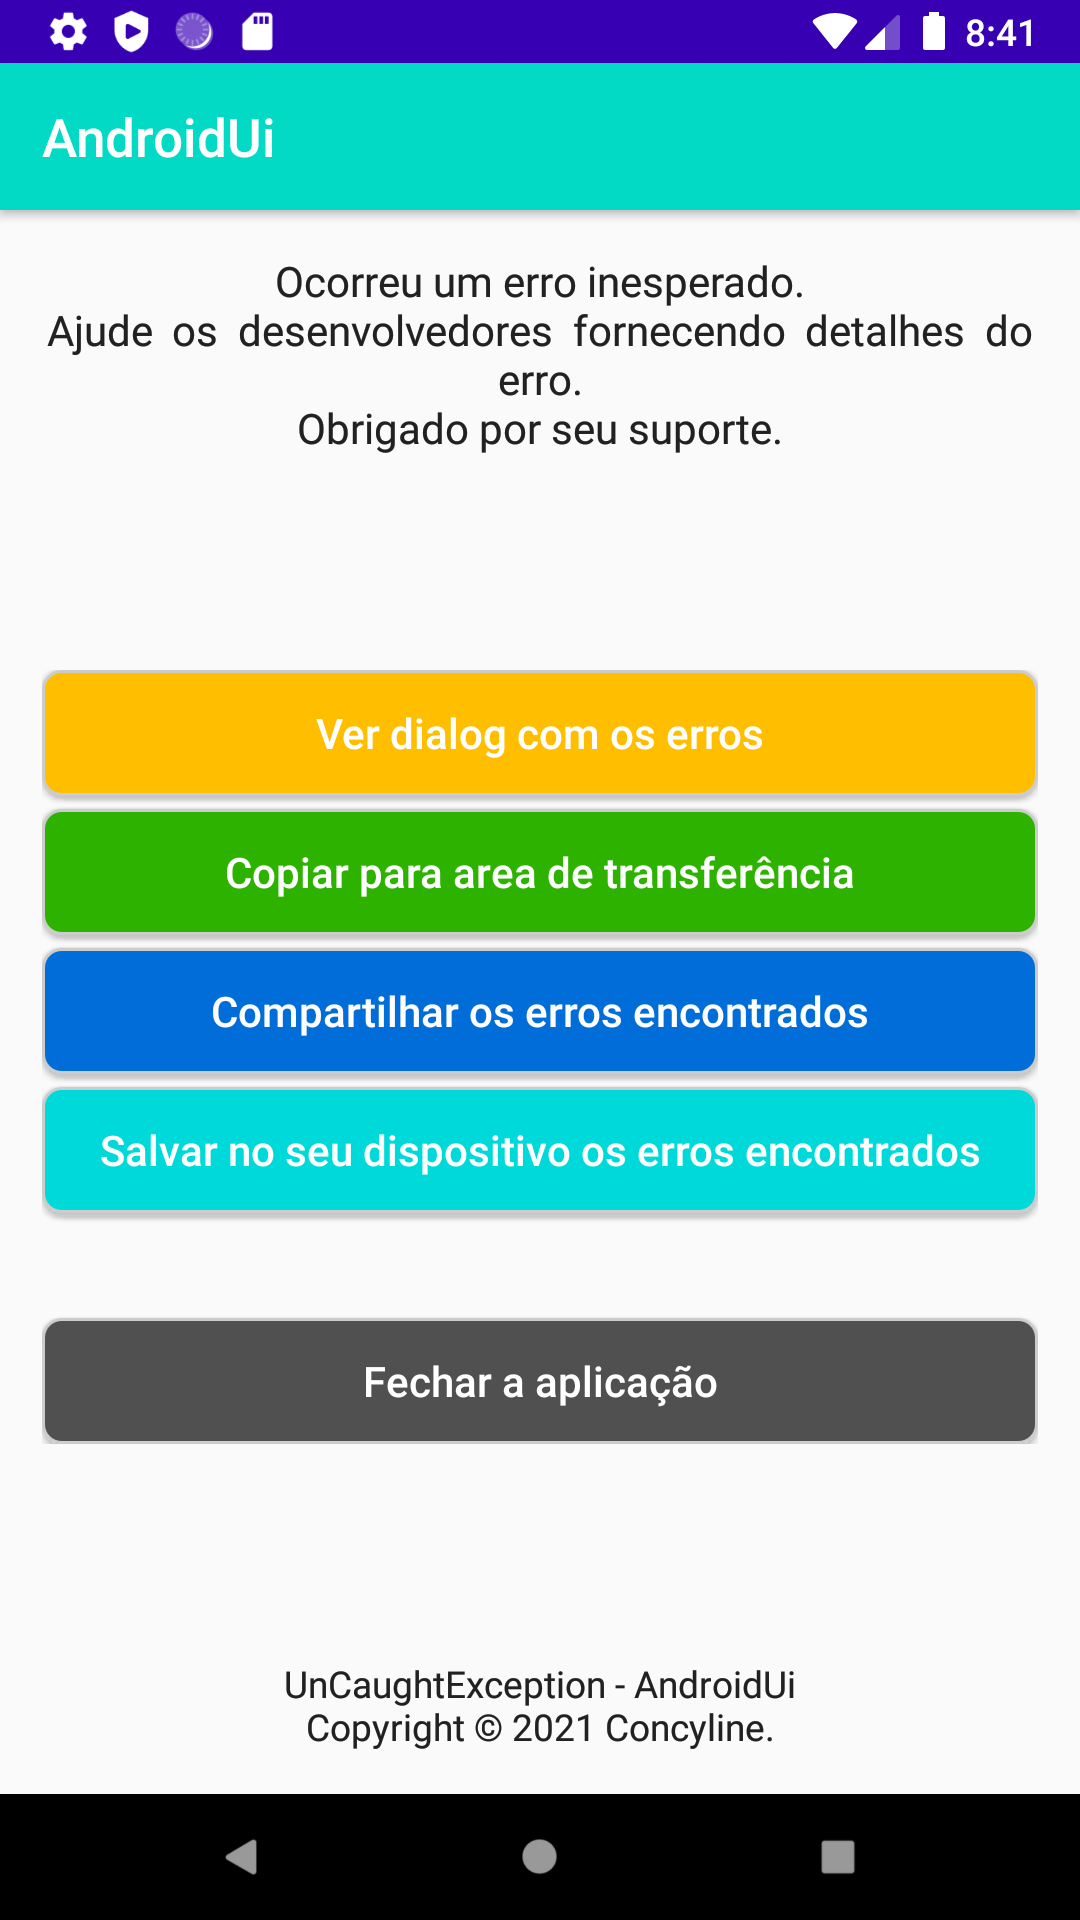 8:41
AndroidUi
Ocorreu um erro inesperado.
Ajude os desenvolvedores fornecendo detalhes do
erro.
Obrigado por seu suporte.
Ver dialog com os erros
Copiar para area de transferência
Compartilhar os erros encontrados
Salvar no seu dispositivo os erros encontrados
Fechar a aplicação
UnCaughtException - AndroidUi
Copyright © 2021 Concyline.